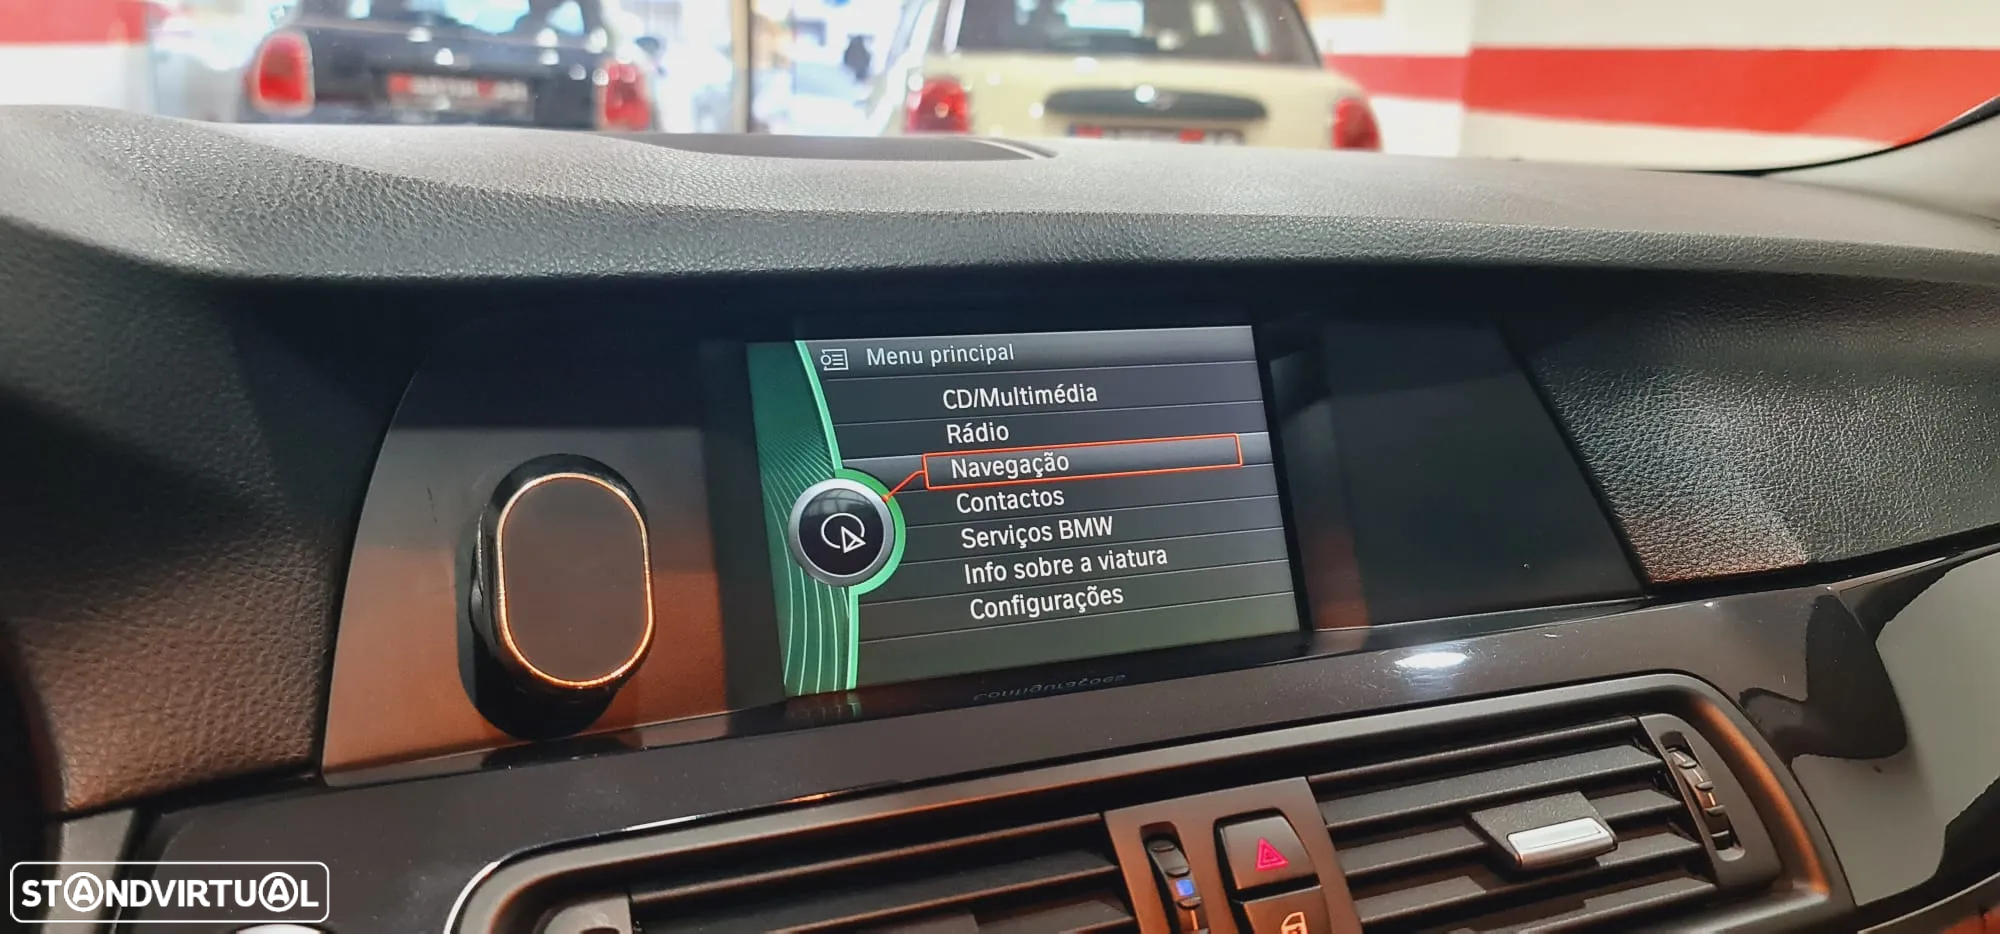 Menu principal
CD/Multimédia
Rádio
Navegação
Contactos
Serviços BMW
Info sobre a viatura
Configurações
STANDVIRTUAL